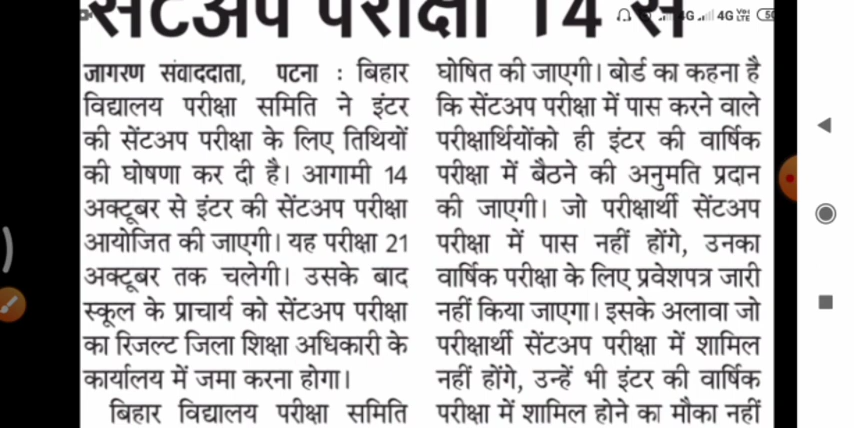 सेंटअप परीक्षा 14 से
4G 4G
जागरण संवाददाता, पटना : बिहार
विद्यालय परीक्षा समिति ने इंटर
की सेंटअप परीक्षा के लिए तिथियों
की घोषणा कर दी है। आगामी 14
अक्टूबर से इंटर की सेंटअप परीक्षा
आयोजित की जाएगी। यह परीक्षा 21
अक्टूबर तक चलेगी। उसके बाद
स्कूल के प्राचार्य को सेंटअप परीक्षा
का रिजल्ट जिला शिक्षा अधिकारी के
कार्यालय में जमा करना होगा।
बिहार विद्यालय परीक्षा समिति
घोषित की जाएगी। बोर्ड का कहना है
कि सेंटअप परीक्षा में पास करने वाले
परीक्षार्थियोंको ही इंटर की वार्षिक
परीक्षा में बैठने की अनुमति प्रदान
की जाएगी। जो परीक्षार्थी सेंटअप
परीक्षा में पास नहीं होंगे, उनका
वार्षिक परीक्षा के लिए प्रवेशपत्र जारी
नहीं किया जाएगा। इसके अलावा जो
परीक्षार्थी सेंटअप परीक्षा में शामिल
नहीं होंगे, उन्हें भी इंटर की वार्षिक
परीक्षा में शामिल होने का मौका नहीं